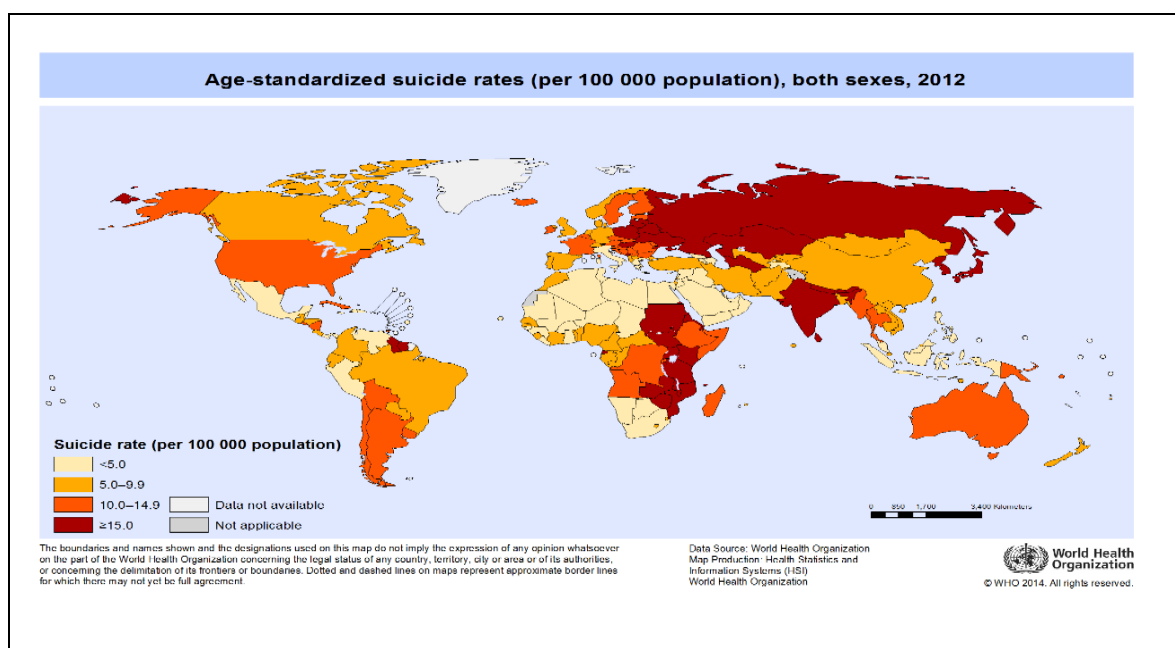 Age-standardized suicide rates (per 100 000 population), both sexes, 2012
Suicide rate (per 100 000 population)
<5.0
5.0–9.9
10.0–14.9
≥15.0
Data not available
Not applicable
0 850 1,700 3,400 Kilometers
The boundaries and names shown and the designations used on this map do not imply the expression of any opinion whatsoever
on the part of the World Health Organization concerning the legal status of any country, territory, city or area or of its authorities,
or concerning the delimitation of its frontiers or boundaries. Dotted and dashed lines on maps represent approximate border lines
for which there may not yet be full agreement.
Data Source: World Health Organization
Map Production: Health Statistics and
Information Systems (HSI)
World Health Organization
World Health
Organization
© WHO 2014. All rights reserved.